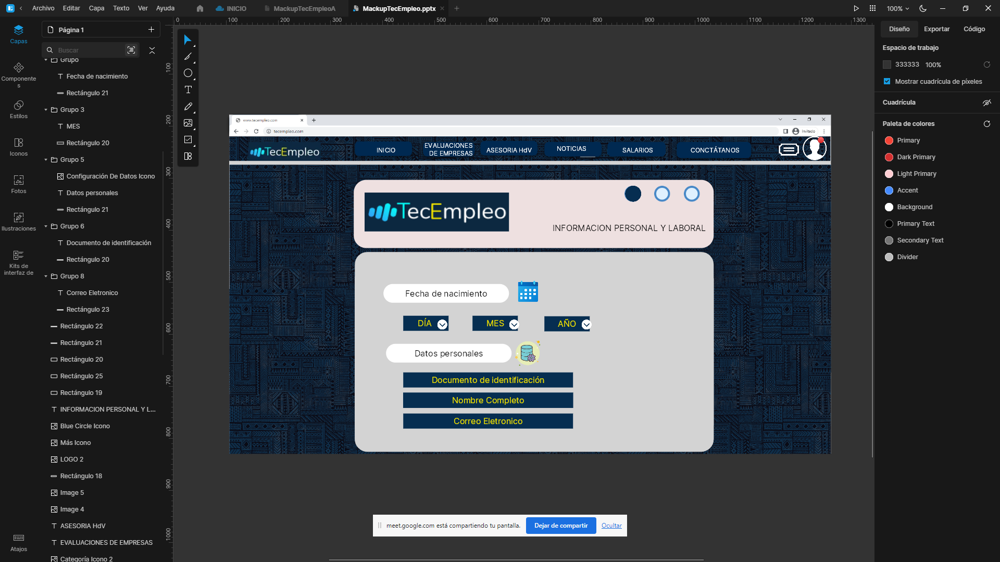 Archivo Editar Capa Texto Ver Ayuda
INICIO
MackupTecEmpleoA
MackupTecEmpleo.pptx
100%
0 100 200 300 400 500 600 700 800 900 1000 1100 1200 1300
100
200
300
400
500
600
700
800
900
1000
Capas
Componente
s
Estilos
Iconos
Fotos
Ilustraciones
Kits de
interfaz de
Atajos
Página 1
Buscar
Grupo
Fecha de nacimiento
Rectángulo 21
Grupo 3
MES
Rectángulo 20
Grupo 5
Configuración De Datos Icono
Datos personales
Rectángulo 21
Grupo 6
Documento de identificación
Rectángulo 20
Grupo 8
Correo Eletronico
Rectángulo 23
Rectángulo 22
Rectángulo 21
Rectángulo 20
Rectángulo 25
Rectángulo 19
INFORMACION PERSONAL Y L...
Blue Circle Icono
Más Icono
LOGO 2
Rectángulo 18
Image 5
Image 4
ASESORIA HdV
EVALUACIONES DE EMPRESAS
Categoría Icono 2
www.tecempleo.com
tecempleo.com
Invitado
TecEmpleo
INICIO
EVALUACIONES
DE EMPRESAS
ASESORIA HdV
NOTICIAS
SALARIOS
CONCTÁTANOS
TecEmpleo
INFORMACION PERSONAL Y LABORAL
Fecha de nacimiento
DÍA
MES
AÑO
Datos personales
Documento de identificación
Nombre Completo
Correo Eletronico
meet.google.com está compartiendo tu pantalla.
Dejar de compartir
Ocultar
Diseño
Exportar
Código
Espacio de trabajo
333333 100%
Mostrar cuadrícula de píxeles
Cuadrícula
Paleta de colores
Primary
Dark Primary
Light Primary
Accent
Background
Primary Text
Secondary Text
Divider